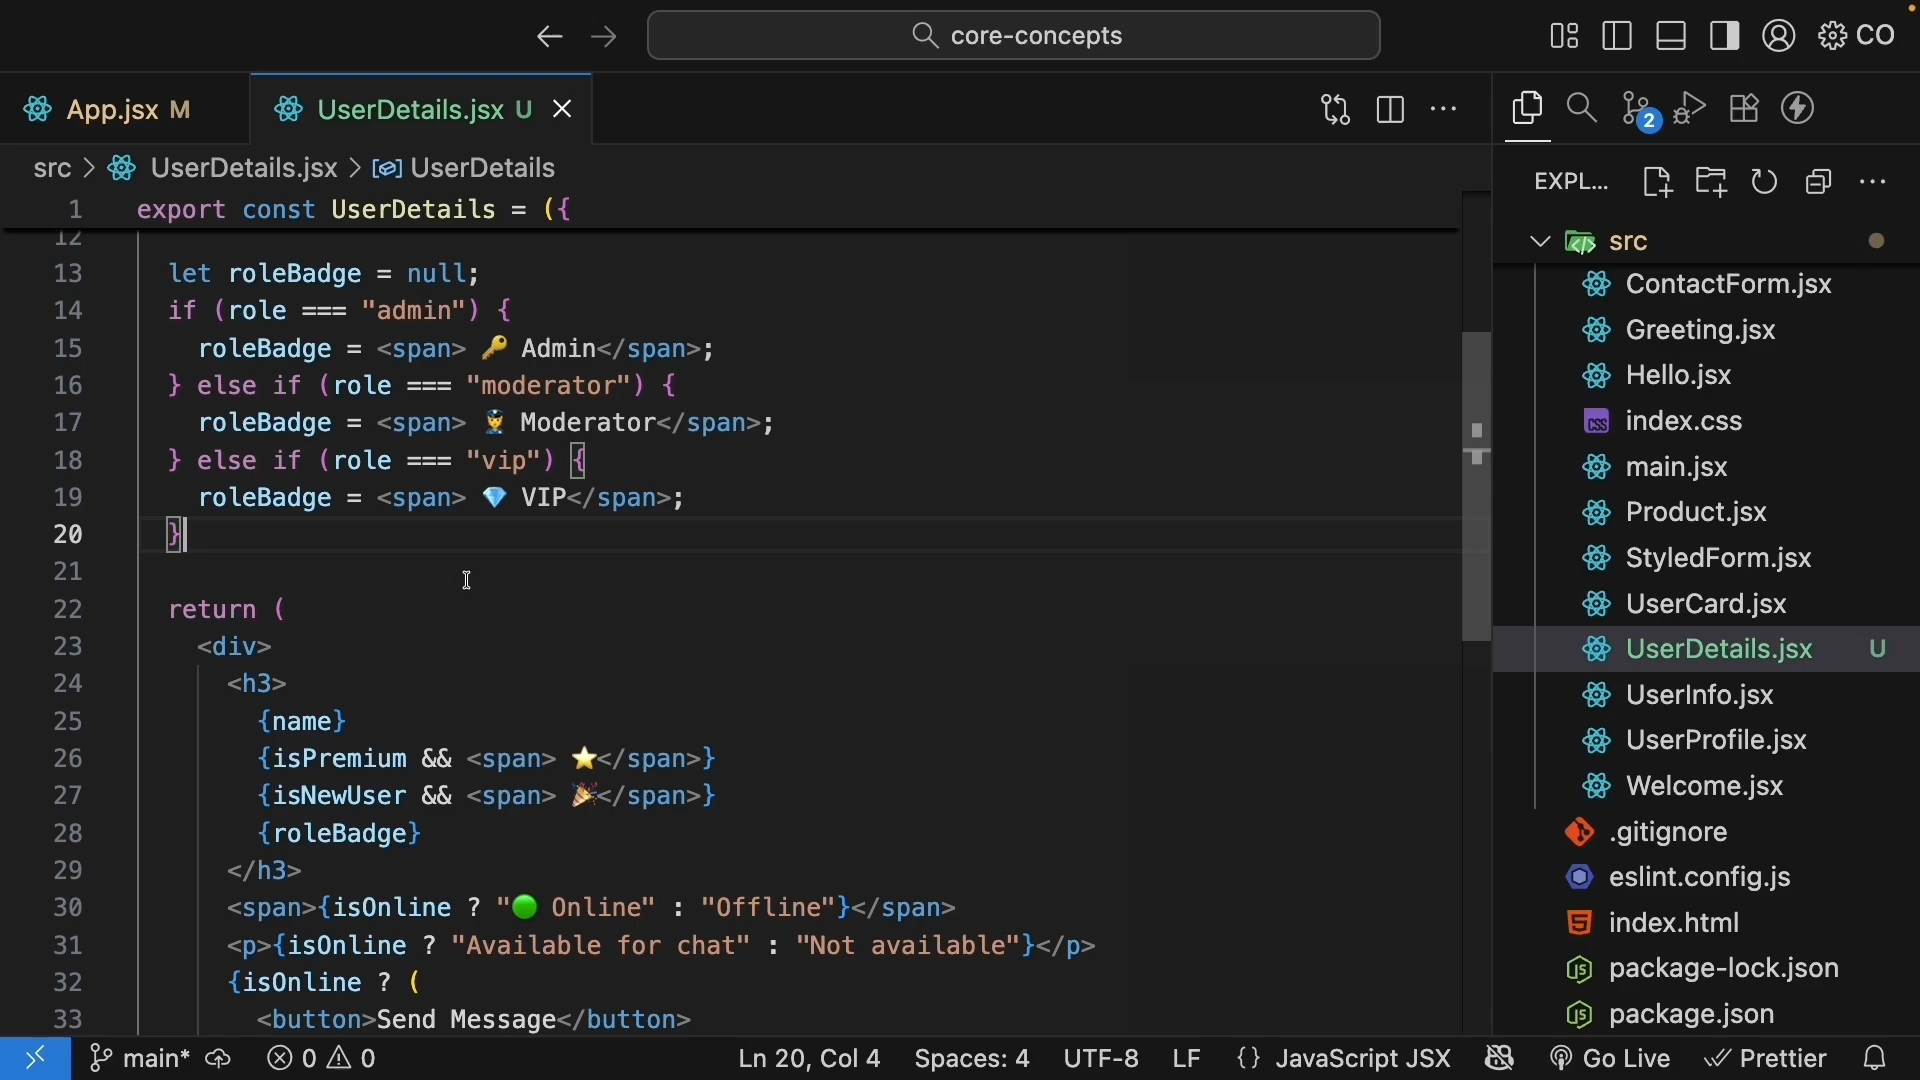 core-concepts
CO
App.jsx M
UserDetails.jsx U
2
src > UserDetails.jsx > UserDetails
EXPL...
1 export const UserDetails = ({
12
13 let roleBadge = null;
14 if (role === "admin") {
15 roleBadge = <span> 🔑 Admin</span>;
16 } else if (role === "moderator") {
17 roleBadge = <span> 👮 Moderator</span>;
18 } else if (role === "vip") {
19 roleBadge = <span> 💎 VIP</span>;
20 }
21
22 return (
23 <div>
24 <h3>
25 {name}
26 {isPremium && <span> ⭐</span>}
27 {isNewUser && <span> 🎉</span>}
28 {roleBadge}
29 </h3>
30 <span>{isOnline ? "🟢 Online" : "Offline"}</span>
31 <p>{isOnline ? "Available for chat" : "Not available"}</p>
32 {isOnline ? (
33 <button>Send Message</button>
src
ContactForm.jsx
Greeting.jsx
Hello.jsx
index.css
main.jsx
Product.jsx
StyledForm.jsx
UserCard.jsx
UserDetails.jsx U
UserInfo.jsx
UserProfile.jsx
Welcome.jsx
.gitignore
eslint.config.js
index.html
package-lock.json
package.json
main* 0 0 Ln 20, Col 4 Spaces: 4 UTF-8 LF {} JavaScript JSX Go Live Prettier